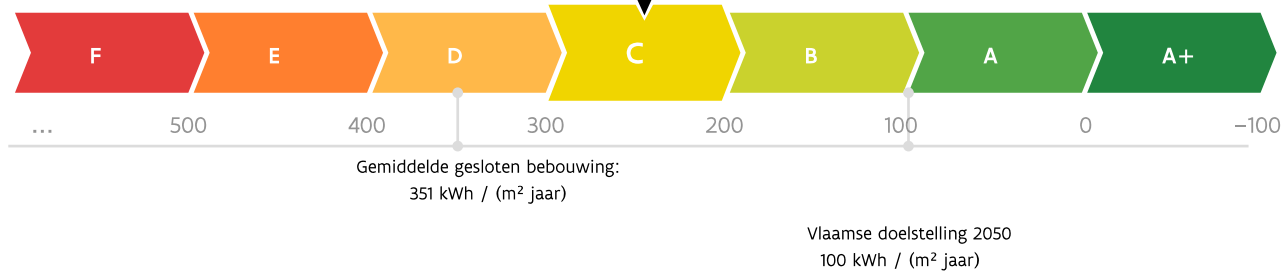 F E D C B A A+
... 500 400 300 200 100 0 –100
Gemiddelde gesloten bebouwing:
351 kWh / (m² jaar)
Vlaamse doelstelling 2050
100 kWh / (m² jaar)